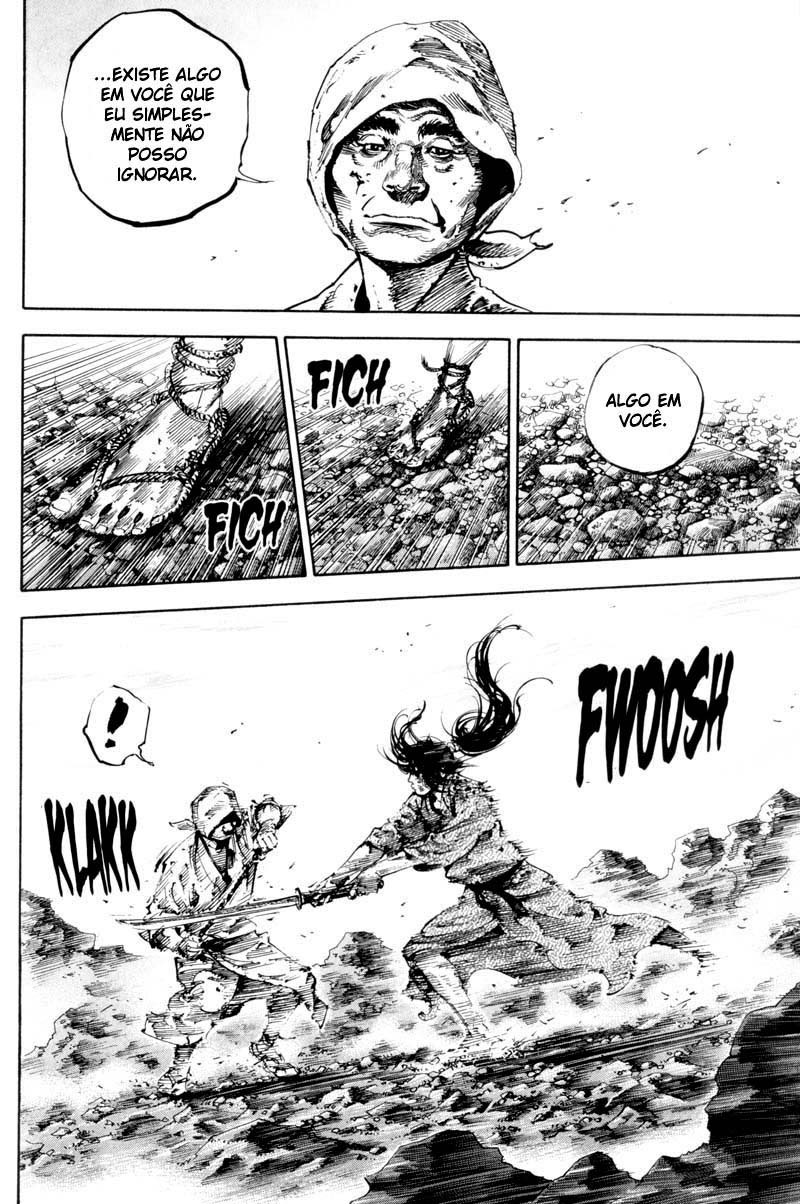 ...EXISTE ALGO
EM VOCÊ QUE
EU SIMPLES-
MENTE NÃO
POSSO
IGNORAR.
ALGO EM
VOCÊ.
FICH
FICH
FWOOSH
!
KLAKK